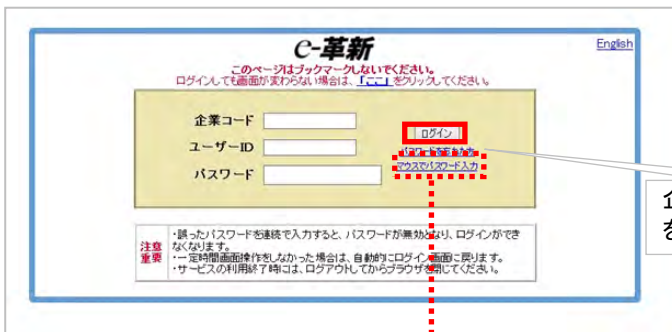 e-革新
English
このページはブックマークしないでください。
ログインしても画面が変わらない場合は、「ここ」をクリックしてください。
企業コード
ログイン
ユーザーID
パスワードを忘れた方
マウスでパスワード入力
パスワード
企
を
注意
重要
・誤ったパスワードを連続で入力すると、パスワードが無効となり、ログインができ
なくなります。
・一定時間画面操作をしなかった場合は、自動的にログイン画面に戻ります。
・サービスの利用終了時には、ログアウトしてからブラウザを閉じてください。